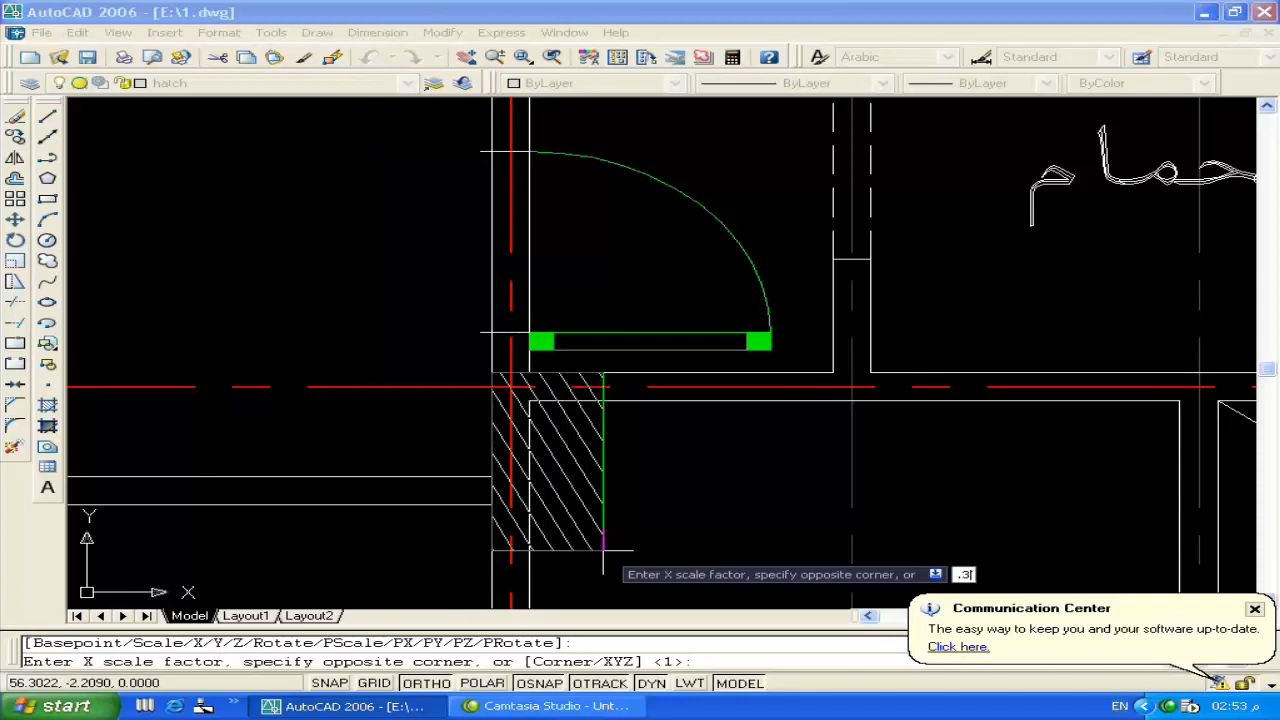 AutoCAD 2006 - [E:\1.dwg]
File Edit View Insert Format Tools Draw Dimension Modify Express Window Help
Arabic Standard Standard
hatch ByLayer ByLayer ByLayer ByColor
حمام
Y
X
A
Enter X scale factor, specify opposite corner, or .3
Model Layout1 Layout2
Communication Center
The easy way to keep you and your software up-to-date.
Click here.
[Basepoint/Scale/X/Y/Z/Rotate/PScale/PX/PY/PZ/PRotate]:
Enter X scale factor, specify opposite corner, or [Corner/XYZ] <1>:
56.3022, -2.2090, 0.0000 SNAP GRID ORTHO POLAR OSNAP OTRACK DYN LWT MODEL
start AutoCAD 2006 - [E:\... Camtasia Studio - Unt... EN 02:53 م